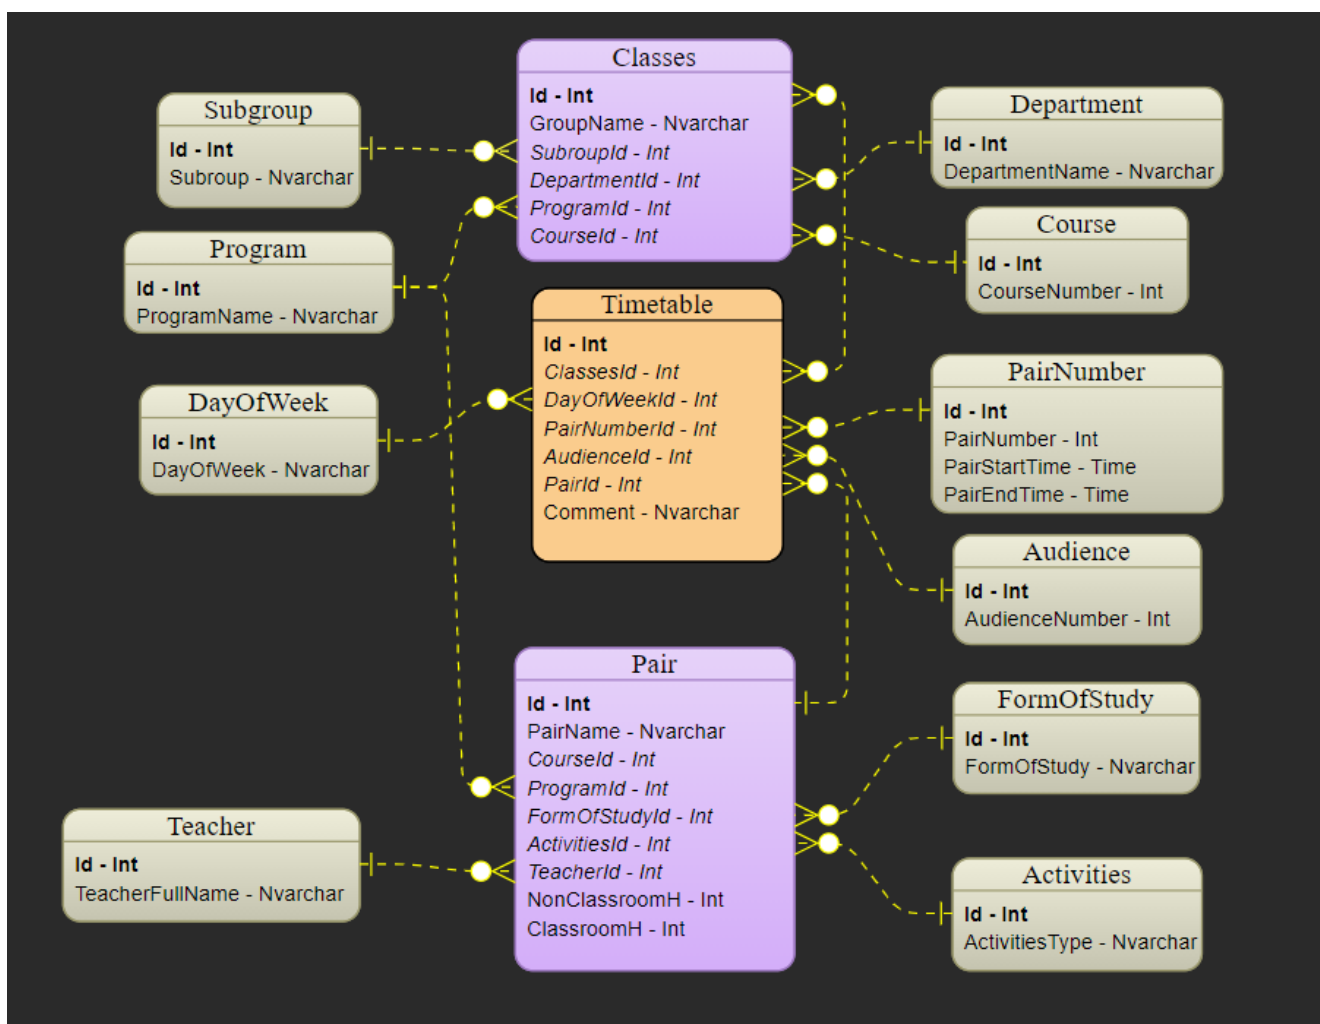 Classes
Id - Int
GroupName - Nvarchar
SubroupId - Int
DepartmentId - Int
ProgramId - Int
CourseId - Int
Subgroup
Id - Int
Subroup - Nvarchar
Department
Id - Int
DepartmentName - Nvarchar
Program
Id - Int
ProgramName - Nvarchar
Course
Id - Int
CourseNumber - Int
Timetable
Id - Int
ClassesId - Int
DayOfWeekId - Int
PairNumberId - Int
AudienceId - Int
PairId - Int
Comment - Nvarchar
DayOfWeek
Id - Int
DayOfWeek - Nvarchar
PairNumber
Id - Int
PairNumber - Int
PairStartTime - Time
PairEndTime - Time
Audience
Id - Int
AudienceNumber - Int
Pair
Id - Int
PairName - Nvarchar
CourseId - Int
ProgramId - Int
FormOfStudyId - Int
ActivitiesId - Int
TeacherId - Int
NonClassroomH - Int
ClassroomH - Int
FormOfStudy
Id - Int
FormOfStudy - Nvarchar
Teacher
Id - Int
TeacherFullName - Nvarchar
Activities
Id - Int
ActivitiesType - Nvarchar